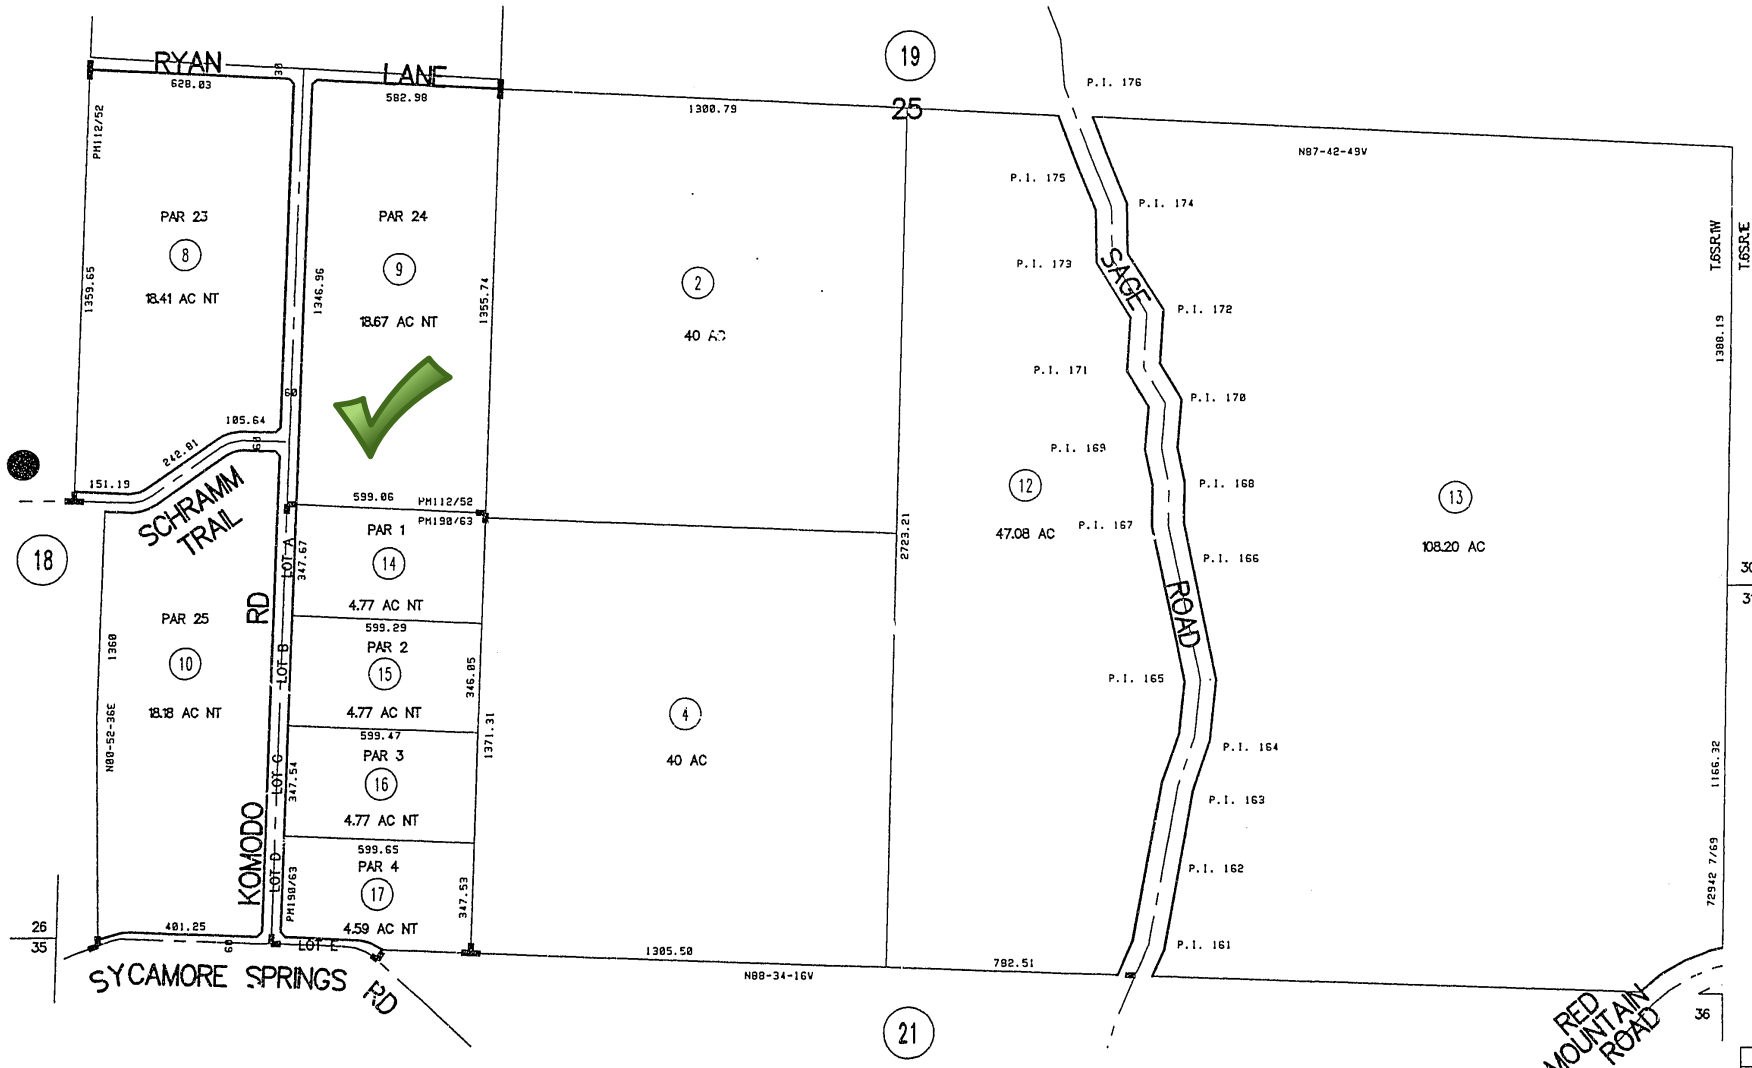 RYAN LANE
30
628.03
582.98
1300.79
19
25
P.I. 176
N87-42-49W
PM112/52
1359.65
PAR 23
8
18.41 AC NT
1346.96
PAR 24
9
18.67 AC NT
1355.74
2
40 AC
P.I. 175
P.I. 174
P.I. 173
P.I. 172
P.I. 171
P.I. 170
P.I. 169
P.I. 168
P.I. 167
P.I. 166
P.I. 165
P.I. 164
P.I. 163
P.I. 162
P.I. 161
SAGE
ROAD
T.6S.R.1W
T.6S.R.1E
1388.19
60
105.64
60
242.81
151.19
SCHRAMM
TRAIL
18
599.06
PM112/52
PM190/63
PAR 1
14
4.77 AC NT
LOT A
347.67
599.29
PAR 2
15
4.77 AC NT
LOT B
346.05
1371.31
599.47
PAR 3
16
4.77 AC NT
LOT C
347.54
599.65
PAR 4
17
4.59 AC NT
LOT D
PM190/63
347.53
KOMODO RD
PAR 25
10
18.18 AC NT
1360
N00-52-36E
4
40 AC
2723.21
12
47.08 AC
13
108.20 AC
30
1166.32
72942 7/69
26
35
401.25
60
LOT E
SYCAMORE SPRINGS RD
1305.50
N88-34-16W
782.51
21
RED
MOUNTAIN
ROAD
36